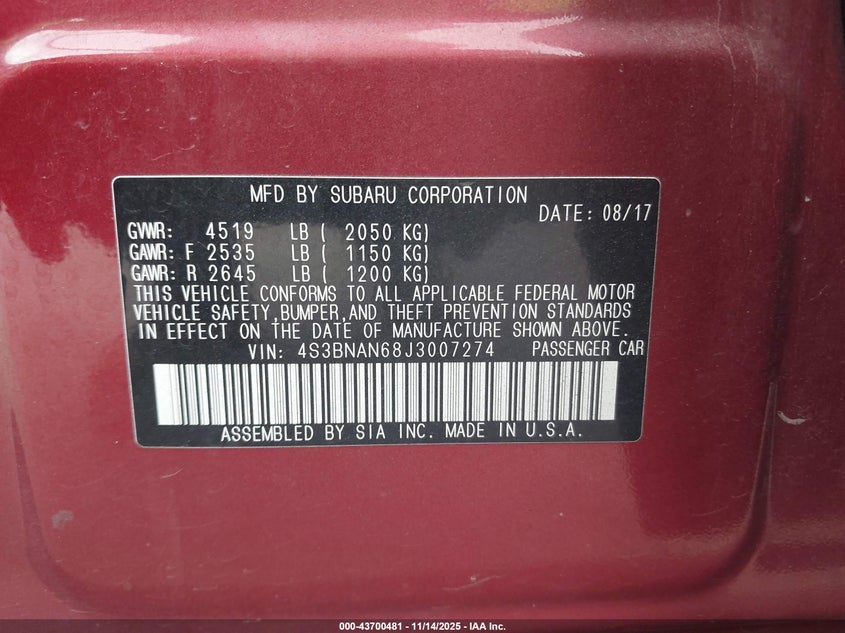 MFD BY SUBARU CORPORATION
DATE: 08/17
GVWR: 4519 LB ( 2050 KG)
GAWR: F 2535 LB ( 1150 KG)
GAWR: R 2645 LB ( 1200 KG)
THIS VEHICLE CONFORMS TO ALL APPLICABLE FEDERAL MOTOR
VEHICLE SAFETY,BUMPER,AND THEFT PREVENTION STANDARDS
IN EFFECT ON THE DATE OF MANUFACTURE SHOWN ABOVE.
VIN: 4S3BNAN68J3007274 PASSENGER CAR
ASSEMBLED BY SIA INC. MADE IN U.S.A.
000-43700481 - 11/14/2025 - IAA Inc.